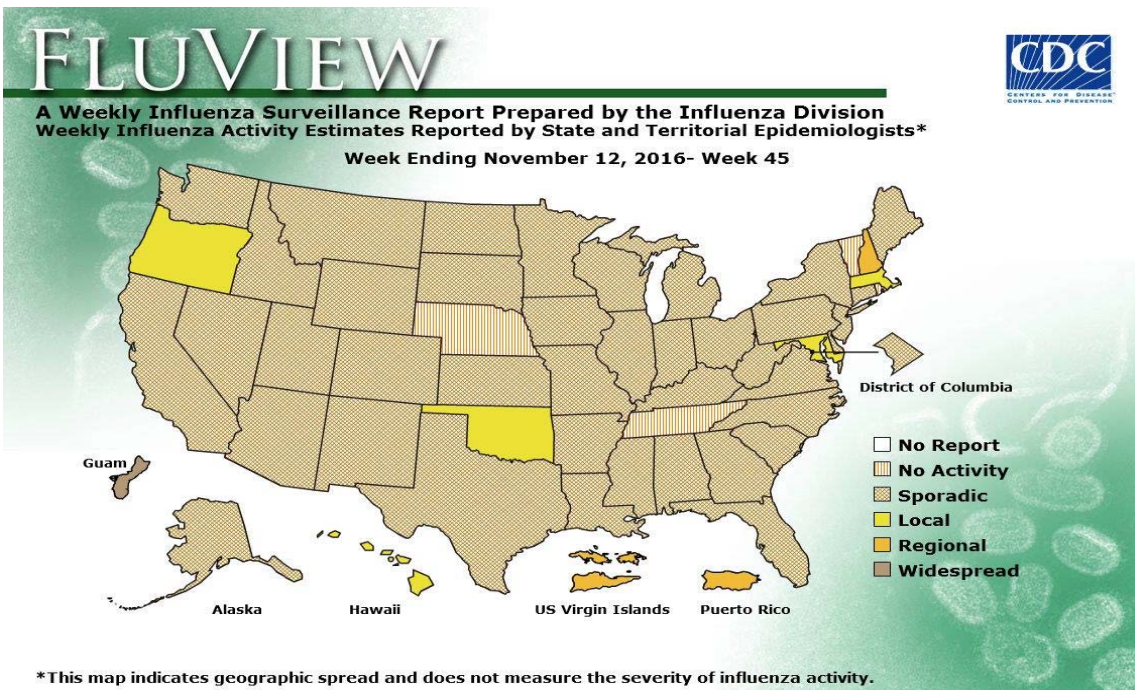 FLUVIEW
CDC
CENTERS FOR DISEASE™
CONTROL AND PREVENTION
A Weekly Influenza Surveillance Report Prepared by the Influenza Division
Weekly Influenza Activity Estimates Reported by State and Territorial Epidemiologists*
Week Ending November 12, 2016- Week 45
District of Columbia
No Report
Guam
No Activity
Sporadic
Local
Regional
Widespread
Alaska
Hawaii
US Virgin Islands
Puerto Rico
*This map indicates geographic spread and does not measure the severity of influenza activity.